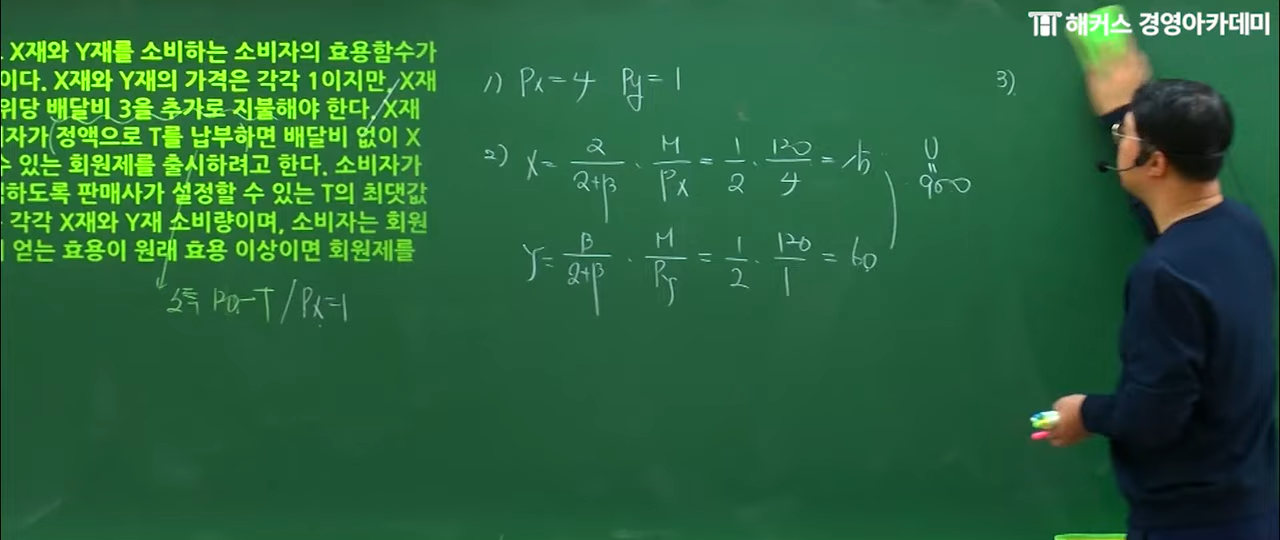 해커스 경영아카데미
X재와 Y재를 소비하는 소비자의 효용함수가
이다. X재와 Y재의 가격은 각각 1이지만, X재
위당 배달비 3을 추가로 지불해야 한다. X재
자가 정액으로 T를 납부하면 배달비 없이 X
수 있는 회원제를 출시하려고 한다. 소비자가
하도록 판매사가 설정할 수 있는 T의 최댓값
각각 X재와 Y재 소비량이며, 소비자는 회원
얻는 효용이 원래 효용 이상이면 회원제를
소득 120-T / Px=1
1) Px=4 Py=1
2) X= α/(α+β) · M/Px = 1/2 · 120/4 = 15
Y= β/(α+β) · M/Py = 1/2 · 120/1 = 60
U = 900
3)